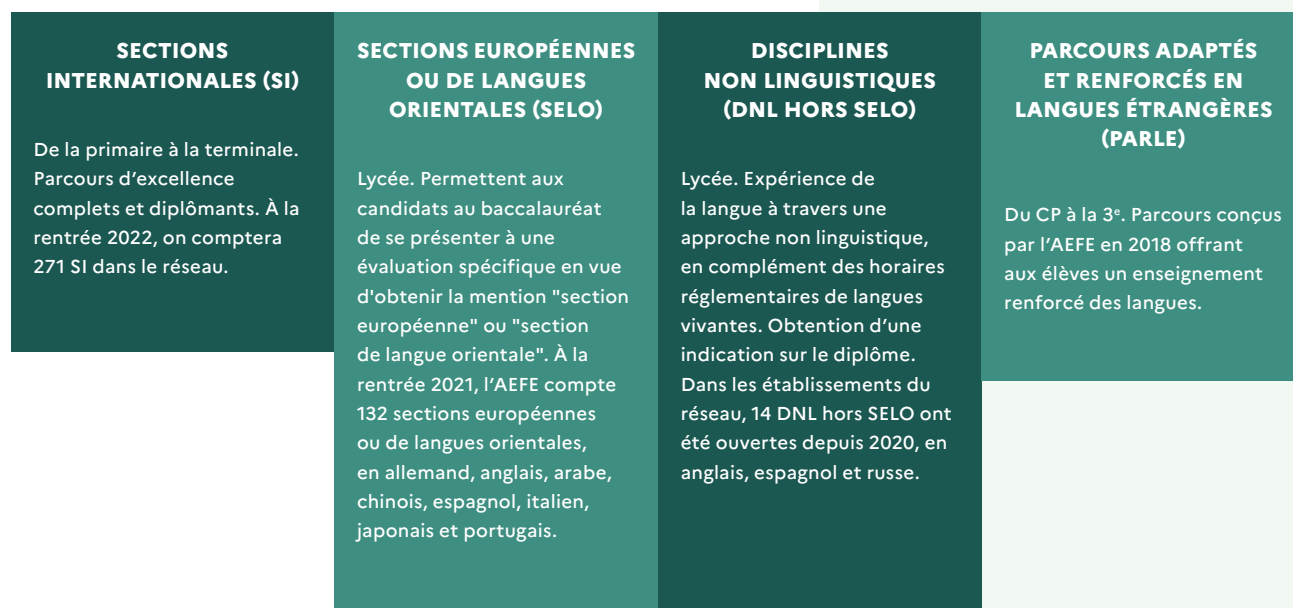 SECTIONS
INTERNATIONALES (SI)
De la primaire à la terminale.
Parcours d’excellence
complets et diplômants. À la
rentrée 2022, on comptera
271 SI dans le réseau.
SECTIONS EUROPÉENNES
OU DE LANGUES
ORIENTALES (SELO)
Lycée. Permettent aux
candidats au baccalauréat
de se présenter à une
évaluation spécifique en vue
d'obtenir la mention "section
européenne" ou "section
de langue orientale". À la
rentrée 2021, l’AEFE compte
132 sections européennes
ou de langues orientales,
en allemand, anglais, arabe,
chinois, espagnol, italien,
japonais et portugais.
DISCIPLINES
NON LINGUISTIQUES
(DNL HORS SELO)
Lycée. Expérience de
la langue à travers une
approche non linguistique,
en complément des horaires
réglementaires de langues
vivantes. Obtention d’une
indication sur le diplôme.
Dans les établissements du
réseau, 14 DNL hors SELO ont
été ouvertes depuis 2020, en
anglais, espagnol et russe.
PARCOURS ADAPTÉS
ET RENFORCÉS EN
LANGUES ÉTRANGÈRES
(PARLE)
Du CP à la 3e. Parcours conçus
par l’AEFE en 2018 offrant
aux élèves un enseignement
renforcé des langues.